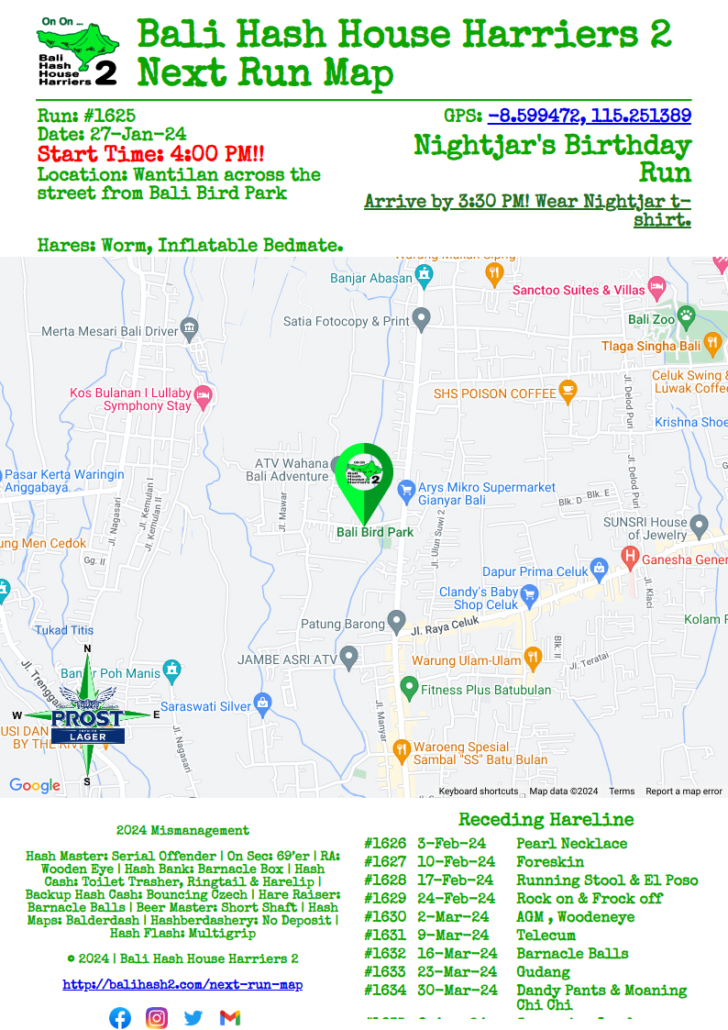 On On ...
Bali
Hash
House
Harriers 2
Bali Hash House Harriers 2
Next Run Map
Run: #1625
Date: 27-Jan-24
Start Time: 4:00 PM!!
Location: Wantilan across the
street from Bali Bird Park
Hares: Worm, Inflatable Bedmate.
GPS: -8.599472, 115.251389
Nightjar's Birthday
Run
Arrive by 3:30 PM! Wear Nightjar t-
shirt.
Banjar Abasan
Sanctoo Suites & Villas
Satia Fotocopy & Print
Bali Zoo
Merta Mesari Bali Driver
Tlaga Singha Bali
Celuk Swing &
Luwak Coffe
Kos Bulanan I Lullaby
Symphony Stay
SHS POISON COFFEE
Jl. Delod Puri
Krishna Shoe
ATV Wahana
Bali Adventure
On On
2
Pasar Kerta Waringin
Anggabaya
Arys Mikro Supermarket
Gianyar Bali
Jl. Nagasari
Jl. Kemulan I
Jl. Kemulan II
Jl. Mawar
Blk. D
Blk. E
Jl. Delod Puri
Bali Bird Park
Jl. Ulun Suwi 2
SUNSRI House
of Jewelry
ung Men Cedok
Gg. II
Ganesha Gener
Dapur Prima Celuk
Clandy's Baby
Shop Celuk
Jl. Klaci
Patung Barong
Jl. Raya Celuk
Kolam
Tukad Titis
JAMBE ASRI ATV
Warung Ulam-Ulam
Blk. II
Jl. Teratai
N
Jl. Trengga
Poh Manis
Fitness Plus Batubulan
W
PROST
LAGER
E
Saraswati Silver
USI DAN
BY THE RIV
Jl. Nagasari
Jl. Manyar
Waroeng Spesial
Sambal "SS" Batu Bulan
S
Google
Keyboard shortcuts
Map data ©2024
Terms
Report a map error
2024 Mismanagement
Hash Master: Serial Offender | On Sec: 69'er | RA:
Wooden Eye | Hash Bank: Barnacle Box | Hash
Cash: Toilet Trasher, Ringtail & Harelip |
Backup Hash Cash: Bouncing Czech | Hare Raiser:
Barnacle Balls | Beer Master: Short Shaft | Hash
Maps: Balderdash | Hashberdashery: No Deposit |
Hash Flash: Multigrip
© 2024 | Bali Hash House Harriers 2
http://balihash2.com/next-run-map
Receding Hareline
#1626 3-Feb-24 Pearl Necklace
#1627 10-Feb-24 Foreskin
#1628 17-Feb-24 Running Stool & El Poso
#1629 24-Feb-24 Rock on & Frock off
#1630 2-Mar-24 AGM , Woodeneye
#1631 9-Mar-24 Telecum
#1632 16-Mar-24 Barnacle Balls
#1633 23-Mar-24 Gudang
#1634 30-Mar-24 Dandy Pants & Moaning
Chi Chi